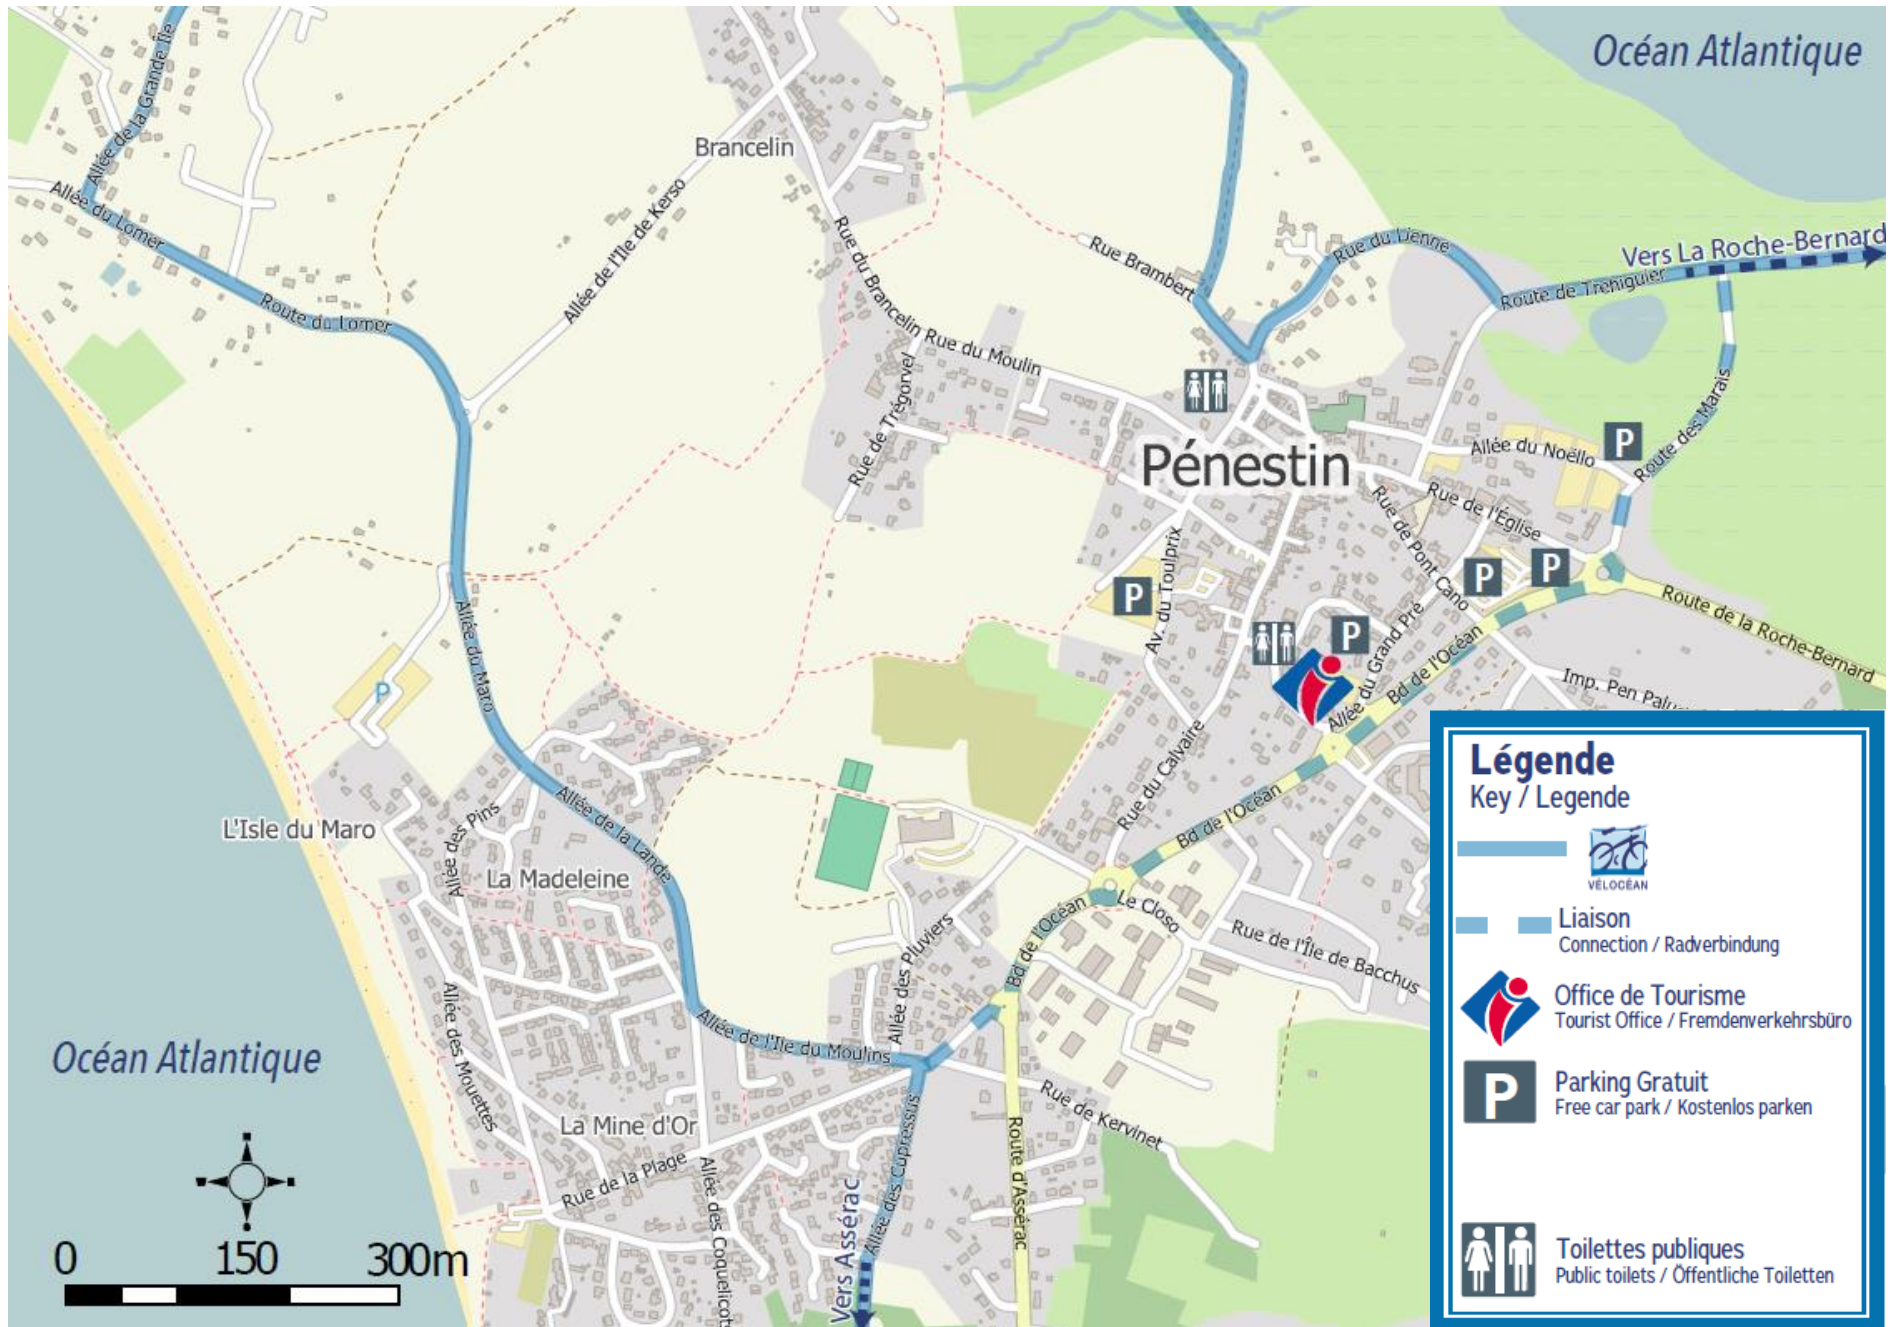 Océan Atlantique
Allée de la Grande Île
Brancelin
Allée du Lomer
Allée de l'Ile de Kerso
Rue du Brancelin
Rue Brambert
Rue du Lienne
Vers La Roche-Bernard
Route de Tréhiguier
Route du Lomer
Rue du Moulin
Rue de Trégorvel
Route des Marais
Allée du Noëllo
P
Pénestin
Rue de l'Église
Rue de Pont Cano
P
P
P
Av. du Toulprix
Route de la Roche-Bernard
Allée du Maro
P
Allée du Grand Pré
Bd de l'Océan
Imp. Pen Palu
P
Rue du Calvaire
Bd de l'Océan
Allée de la Lande
L'Isle du Maro
Allée des Pins
La Madeleine
Le Closo
Bd de l'Océan
Rue de l'Île de Bacchus
Allée des Pluviers
Allée des Mouettes
Allée de l'Ile du Moulins
Océan Atlantique
La Mine d'Or
Rue de Kervinet
Rue de la Plage
Allée des Coquelicots
Allée des Cupressus
Route d'Assérac
Vers Assérac
0 150 300m
Légende
Key / Legende
VÉLOCÉAN
Liaison
Connection / Radverbindung
Office de Tourisme
Tourist Office / Fremdenverkehrsbüro
P
Parking Gratuit
Free car park / Kostenlos parken
Toilettes publiques
Public toilets / Öffentliche Toiletten